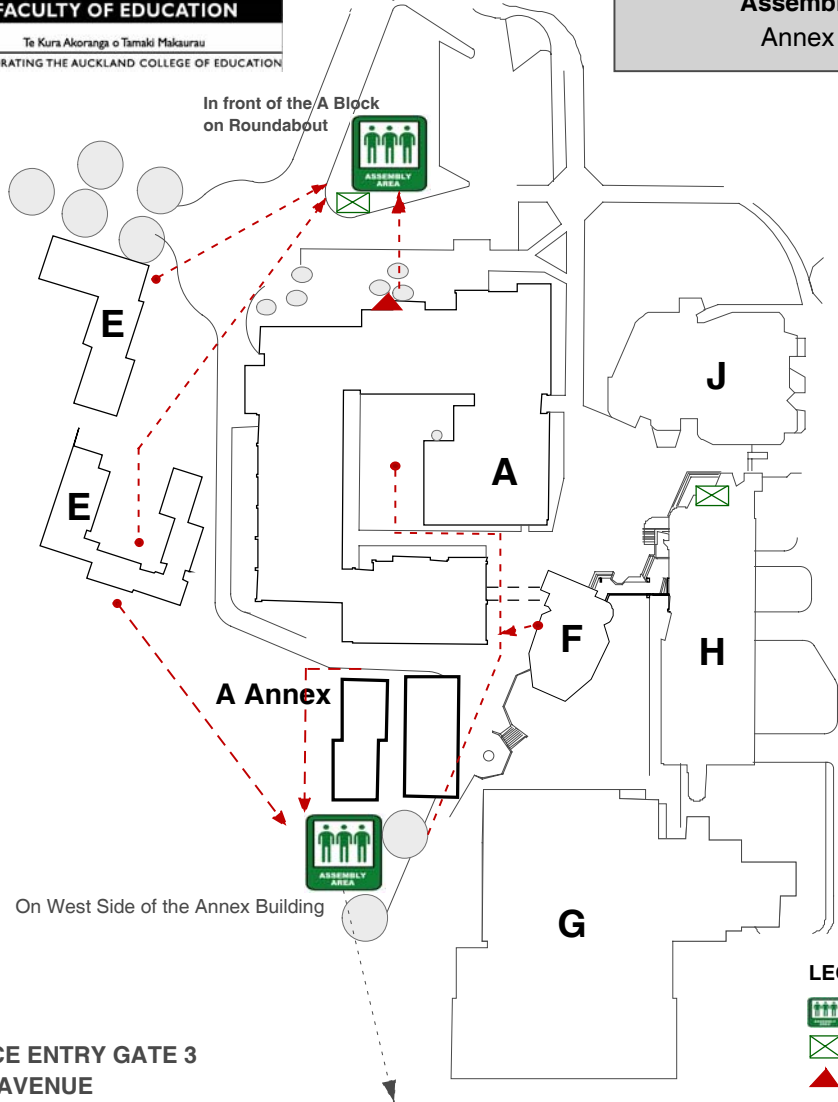 FACULTY OF EDUCATION
Te Kura Akoranga o Tamaki Makaurau
RATING THE AUCKLAND COLLEGE OF EDUCATION
Assembl
Annex
In front of the A Block
on Roundabout
ASSEMBLY
AREA
E
J
A
E
F
H
A Annex
ASSEMBLY
AREA
On West Side of the Annex Building
G
LEG
CE ENTRY GATE 3
AVENUE